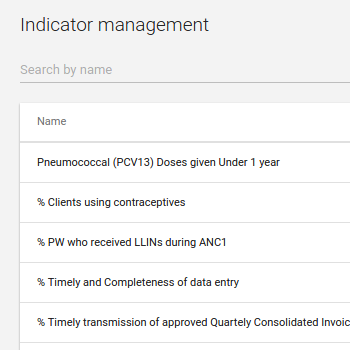 Indicator management
Search by name
Name
Pneumococcal (PCV13) Doses given Under 1 year
% Clients using contraceptives
% PW who received LLINs during ANC1
% Timely and Completeness of data entry
% Timely transmission of approved Quartely Consolidated Invoic